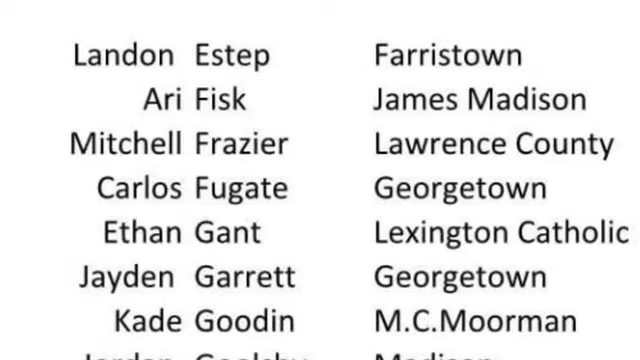 Landon Estep Farristown
Ari Fisk James Madison
Mitchell Frazier Lawrence County
Carlos Fugate Georgetown
Ethan Gant Lexington Catholic
Jayden Garrett Georgetown
Kade Goodin M.C.Moorman
Madison